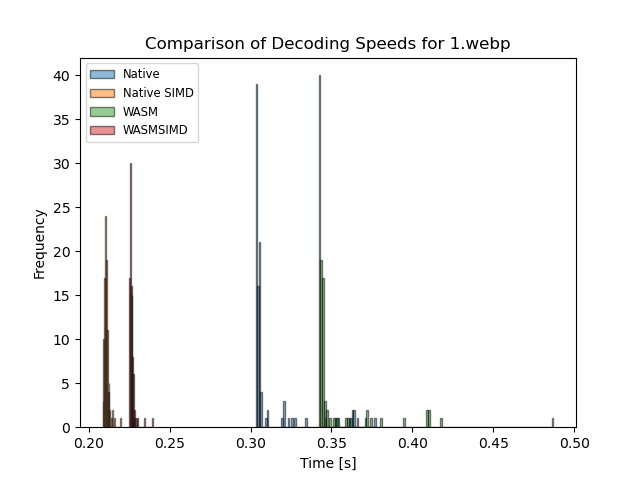 Comparison of Decoding Speeds for 1.webp
Native
Native SIMD
WASM
WASMSIMD
40
35
30
25
20
15
10
5
0
Frequency
0.20 0.25 0.30 0.35 0.40 0.45 0.50
Time [s]